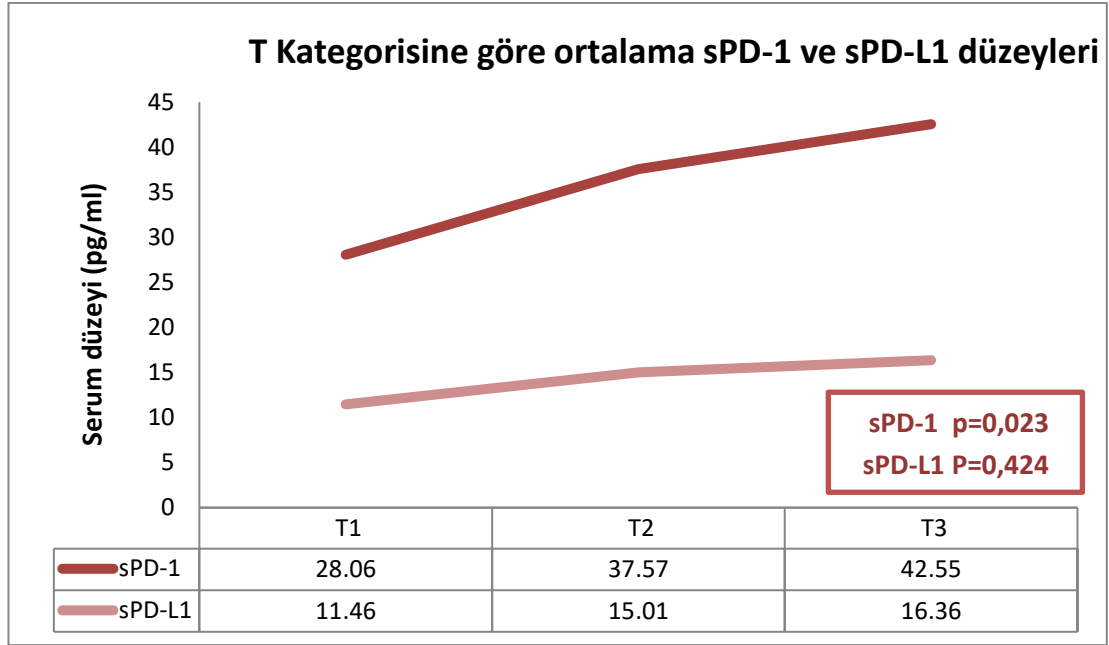 T Kategorisine göre ortalama sPD-1 ve sPD-L1 düzeyleri
Serum düzeyi (pg/ml)
45
40
35
30
25
20
15
10
5
0
sPD-1 p=0,023
sPD-L1 P=0,424
T1 T2 T3
sPD-1 28.06 37.57 42.55
sPD-L1 11.46 15.01 16.36